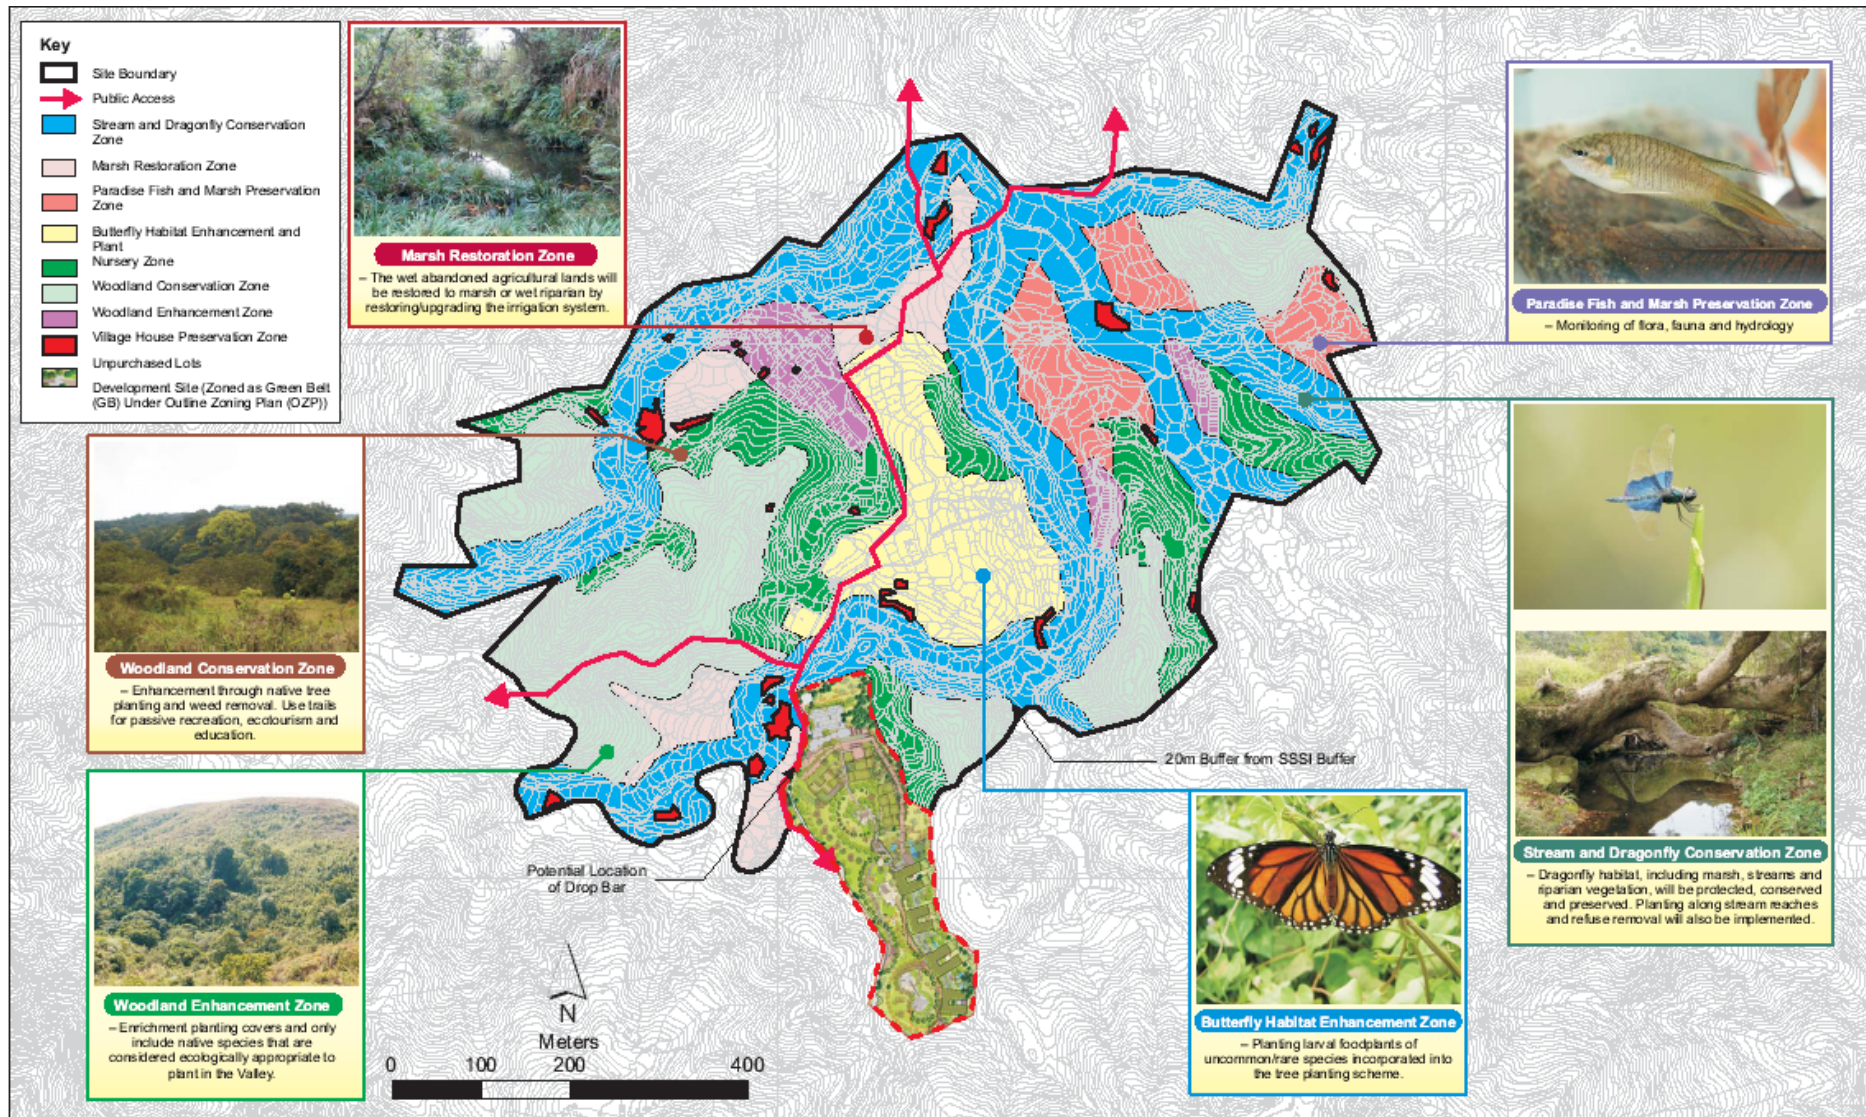 Key
Site Boundary
Public Access
Stream and Dragonfly Conservation
Zone
Marsh Restoration Zone
Paradise Fish and Marsh Preservation
Zone
Butterfly Habitat Enhancement and
Plant
Nursery Zone
Woodland Conservation Zone
Woodland Enhancement Zone
Village House Preservation Zone
Unpurchased Lots
Development Site (Zoned as Green Belt
(GB) Under Outline Zoning Plan (OZP))
Marsh Restoration Zone
– The wet abandoned agricultural lands will
be restored to marsh or wet riparian by
restoring/upgrading the irrigation system.
Paradise Fish and Marsh Preservation Zone
– Monitoring of flora, fauna and hydrology
Woodland Conservation Zone
– Enhancement through native tree
planting and weed removal. Use trails
for passive recreation, ecotourism and
education.
Woodland Enhancement Zone
– Enrichment planting covers and only
include native species that are
considered ecologically appropriate to
plant in the Valley.
Stream and Dragonfly Conservation Zone
– Dragonfly habitat, including marsh, streams and
riparian vegetation, will be protected, conserved
and preserved. Planting along stream reaches
and refuse removal will also be implemented.
20m Buffer from SSSI Buffer
Potential Location
of Drop Bar
Butterfly Habitat Enhancement Zone
– Planting larval foodplants of
uncommon/rare species incorporated into
the tree planting scheme.
N
Meters
0 100 200 400